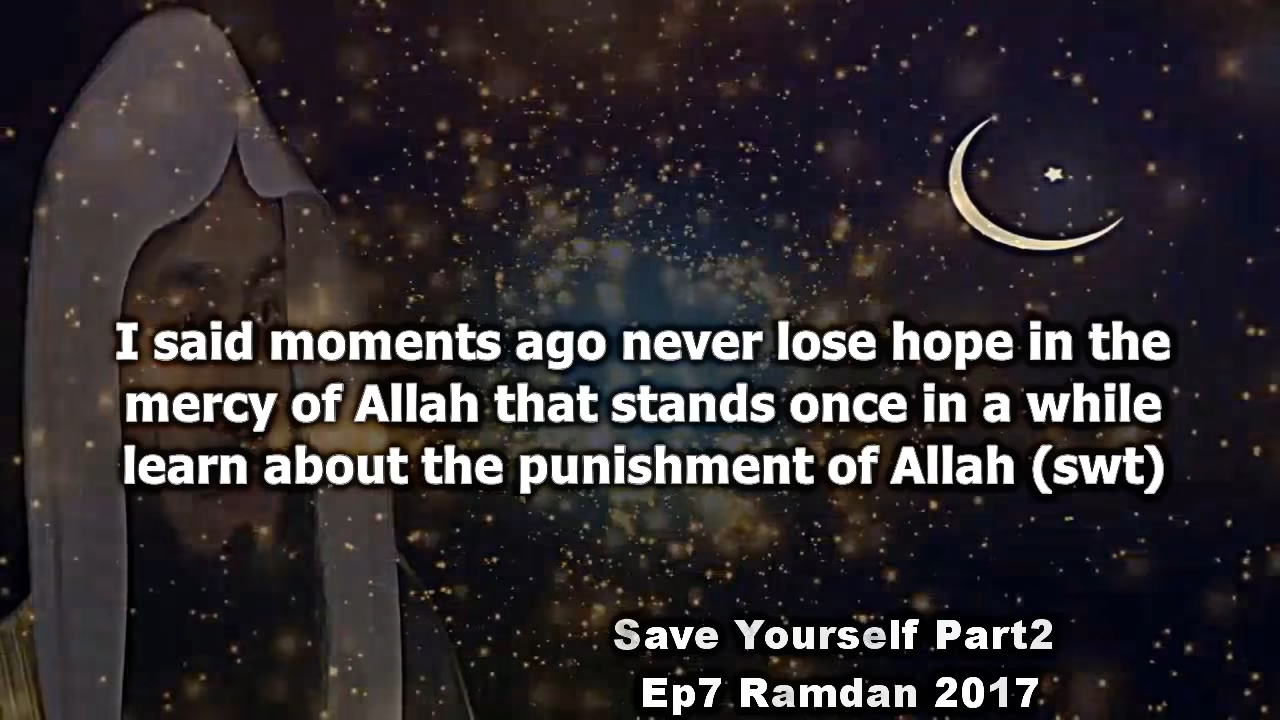 I said moments ago never lose hope in the
mercy of Allah that stands once in a while
learn about the punishment of Allah (swt)
Save Yourself Part2
Ep7 Ramdan 2017